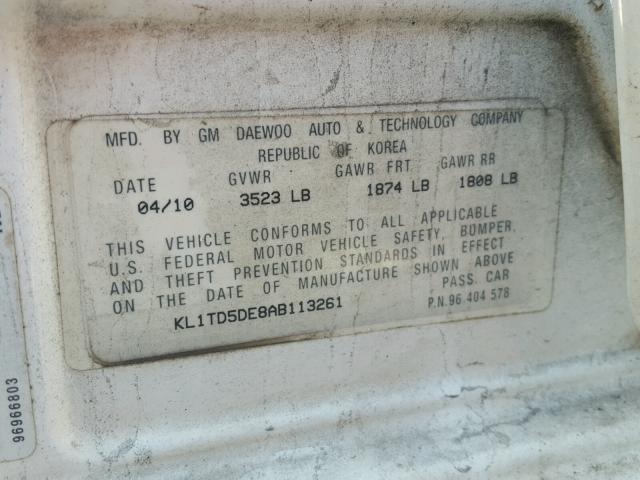 MFD. BY GM DAEWOO AUTO & TECHNOLOGY COMPANY
REPUBLIC OF KOREA
DATE GVWR GAWR FRT GAWR RR
04/10 3523 LB 1874 LB 1808 LB
THIS VEHICLE CONFORMS TO ALL APPLICABLE
U.S. FEDERAL MOTOR VEHICLE SAFETY, BUMPER,
AND THEFT PREVENTION STANDARDS IN EFFECT
ON THE DATE OF MANUFACTURE SHOWN ABOVE
PASS. CAR
KL1TD5DE8AB113261
P.N. 96 404 578
96966803